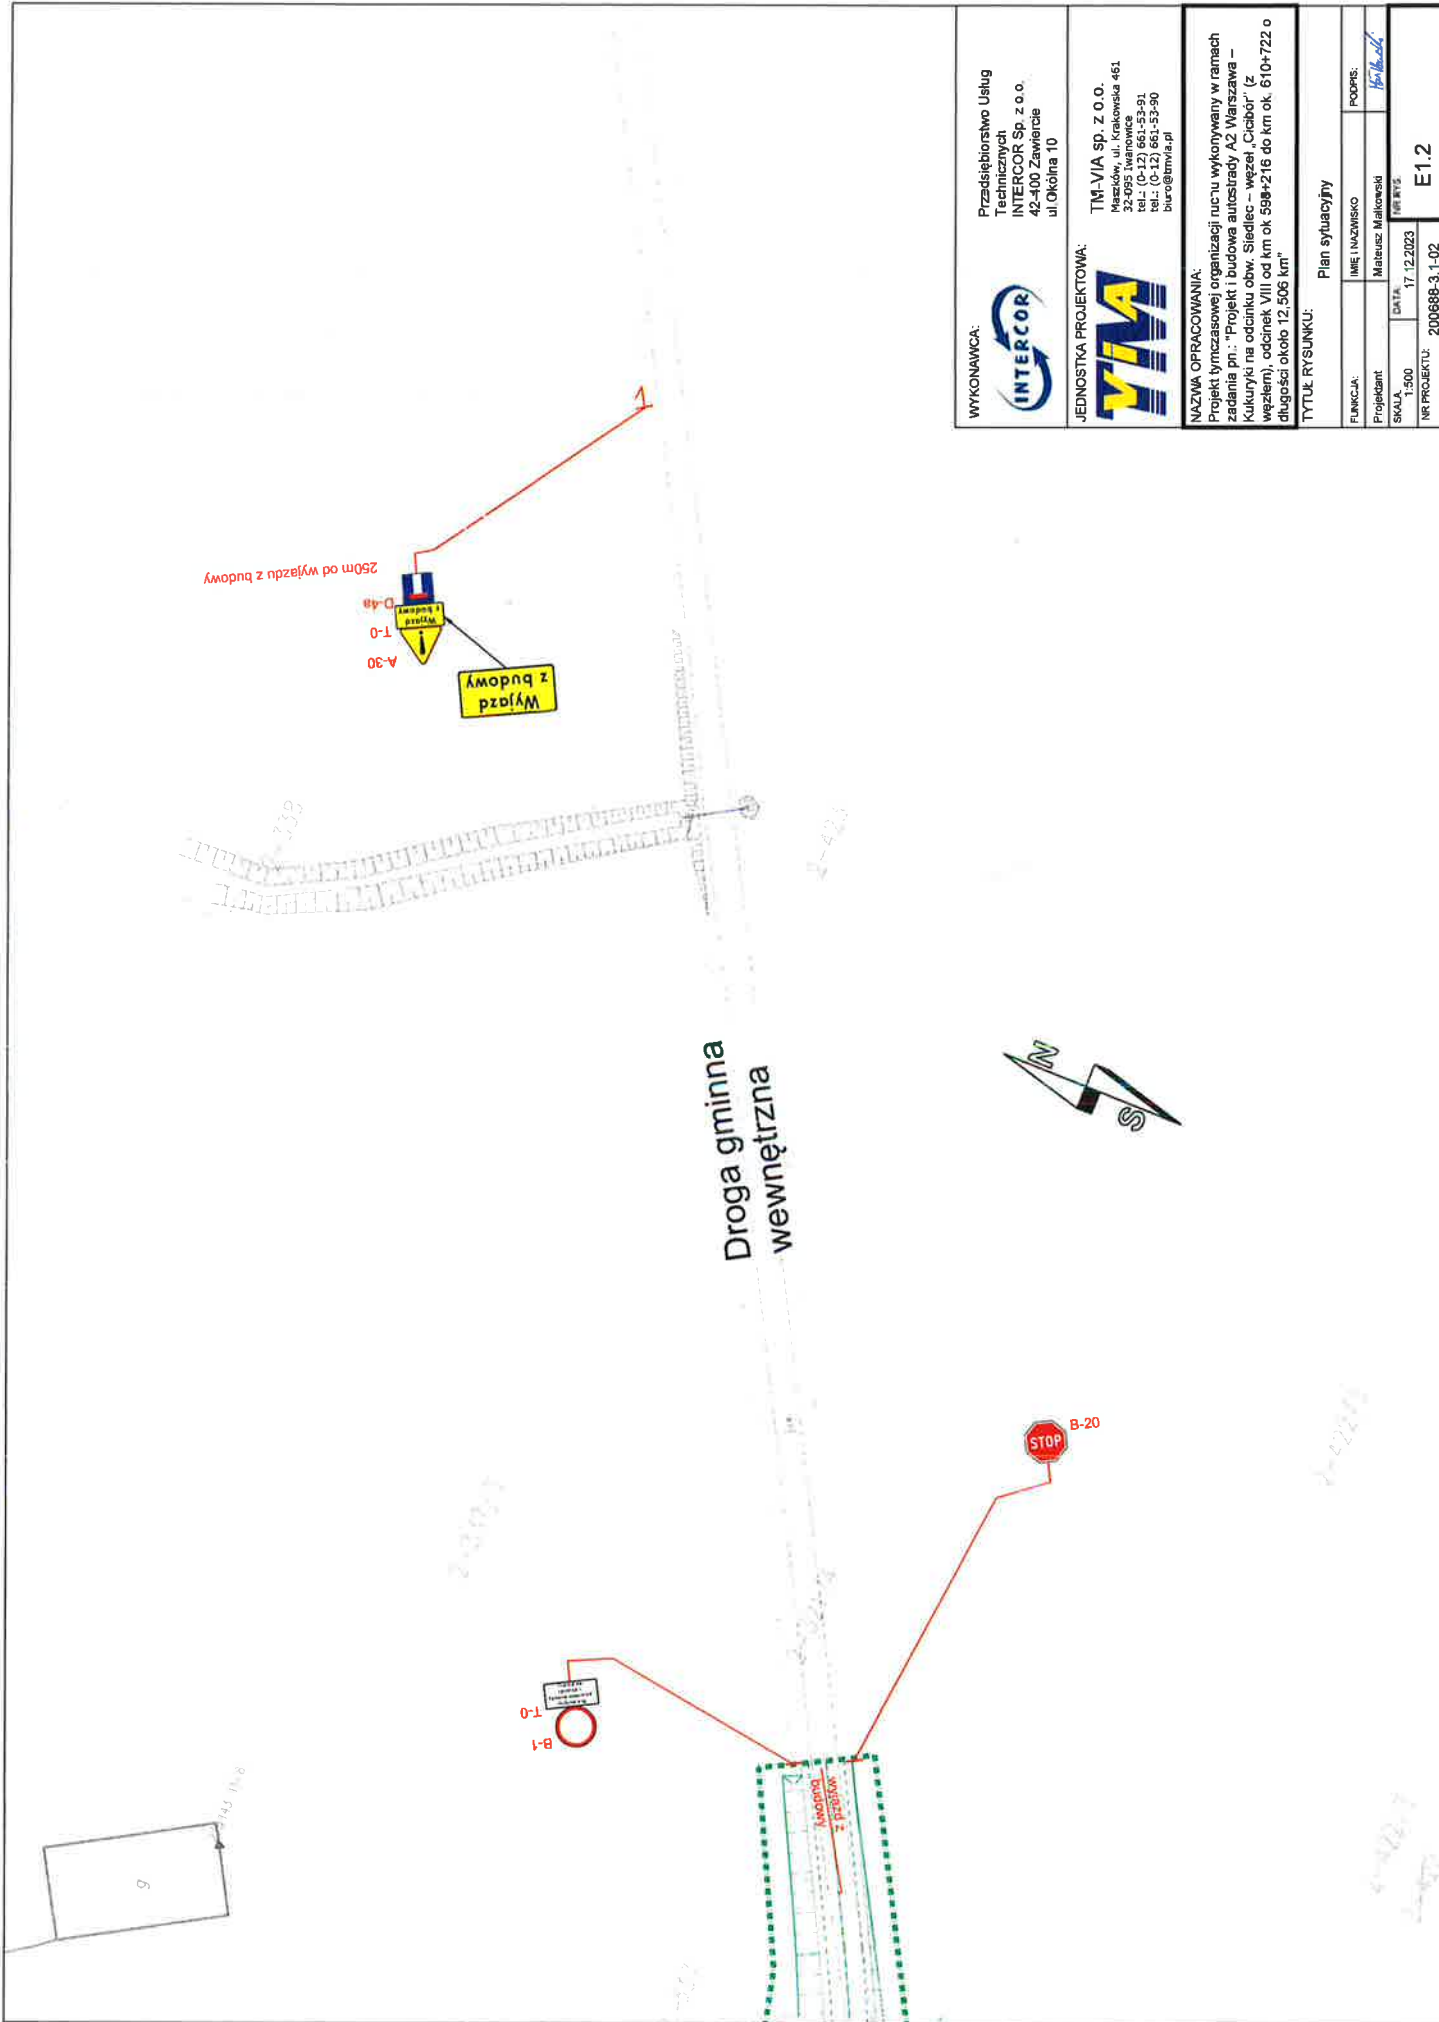 WYKONAWCA:
INTERCOR
Przedsiębiorstwo Usług
Technicznych
INTERCOR Sp. z o.o.
42-400 Zawiercie
ul.Okólna 10
JEDNOSTKA PROJEKTOWA:
TM-VIA sp. z o.o.
Maszków, ul. Krakowska 461
32-095 Iwanowice
tel.: (0-12) 661-53-91
tel.: (0-12) 661-53-90
biuro@tmvia.pl
NAZWA OPRACOWANIA:
Projekt tymczasowej organizacji ruchu wykonywany w ramach
zadania pn.: "Projekt i budowa autostrady A2 Warszawa –
Kukuryki na odcinku obw. Siedlec – węzeł „Cicibór” (z
węzłem), odcinek VIII od km ok 598+216 do km ok. 610+722 o
długości około 12,506 km"
TYTUŁ RYSUNKU:
Plan sytuacyjny
FUNKCJA: IMIĘ I NAZWISKO PODPIS:
Projektant Mateusz Małkowski
SKALA 1:500
DATA: 17.12.2023
NR RYS. E1.2
NR PROJEKTU: 200688-3.1-02
250m od wyjazdu z budowy
D-4a
T-0
A-30
Wyjazd
z budowy
Wyjazd
z budowy
Droga gminna
wewnętrzna
N
S
STOP
B-20
T-0
B-1
wyjazd z
budowy
g